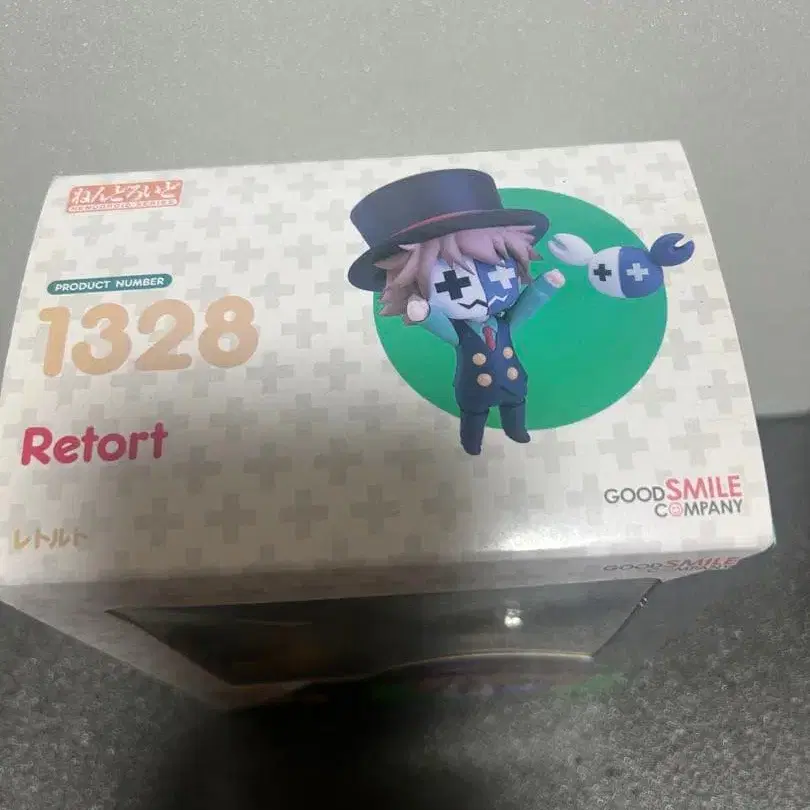 ねんどろいど
NENDOROID SERIES
PRODUCT NUMBER
1328
Retort
レトルト
GOOD SMILE
COMPANY
GOOD SMILE
COMPANY